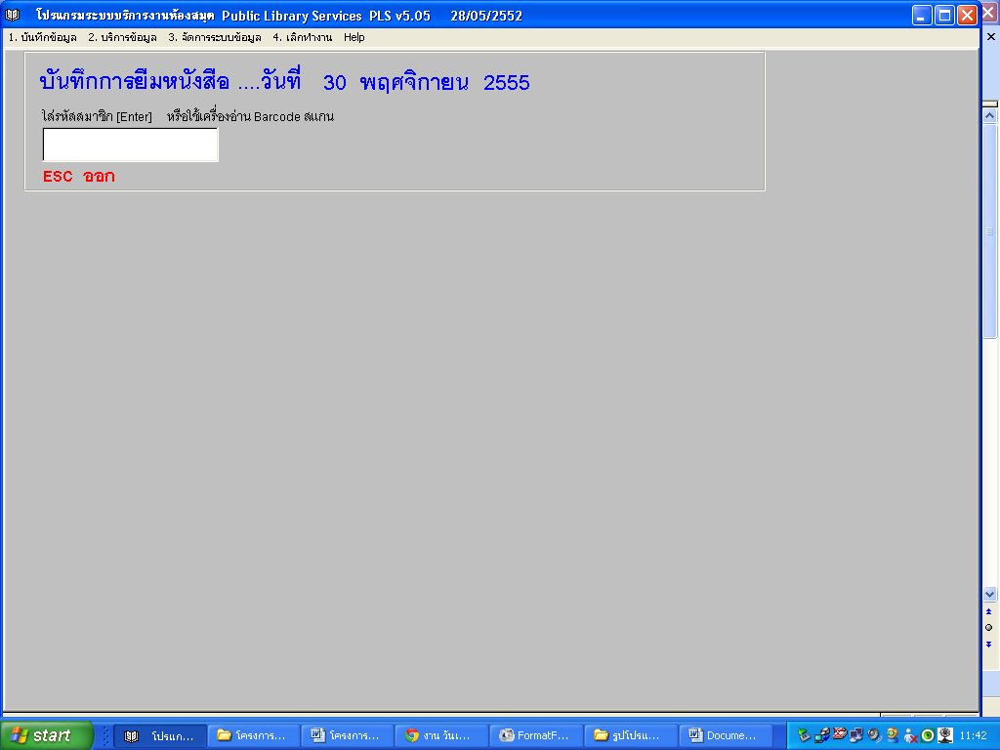 โปรแกรมระบบบริการงานห้องสมุด Public Library Services PLS v5.05 28/05/2552
1. บันทึกข้อมูล 2. บริการข้อมูล 3. จัดการระบบข้อมูล 4. เลิกทำงาน Help
บันทึกการยืมหนังสือ ....วันที่ 30 พฤศจิกายน 2555
ใส่รหัสสมาชิก [Enter] หรือใช้เครื่องอ่าน Barcode สแกน
ESC ออก
start โปรแก... โครงการ... โครงการ... งาน วันเ... FormatF... รูปโปรแ... Docume... 11:42